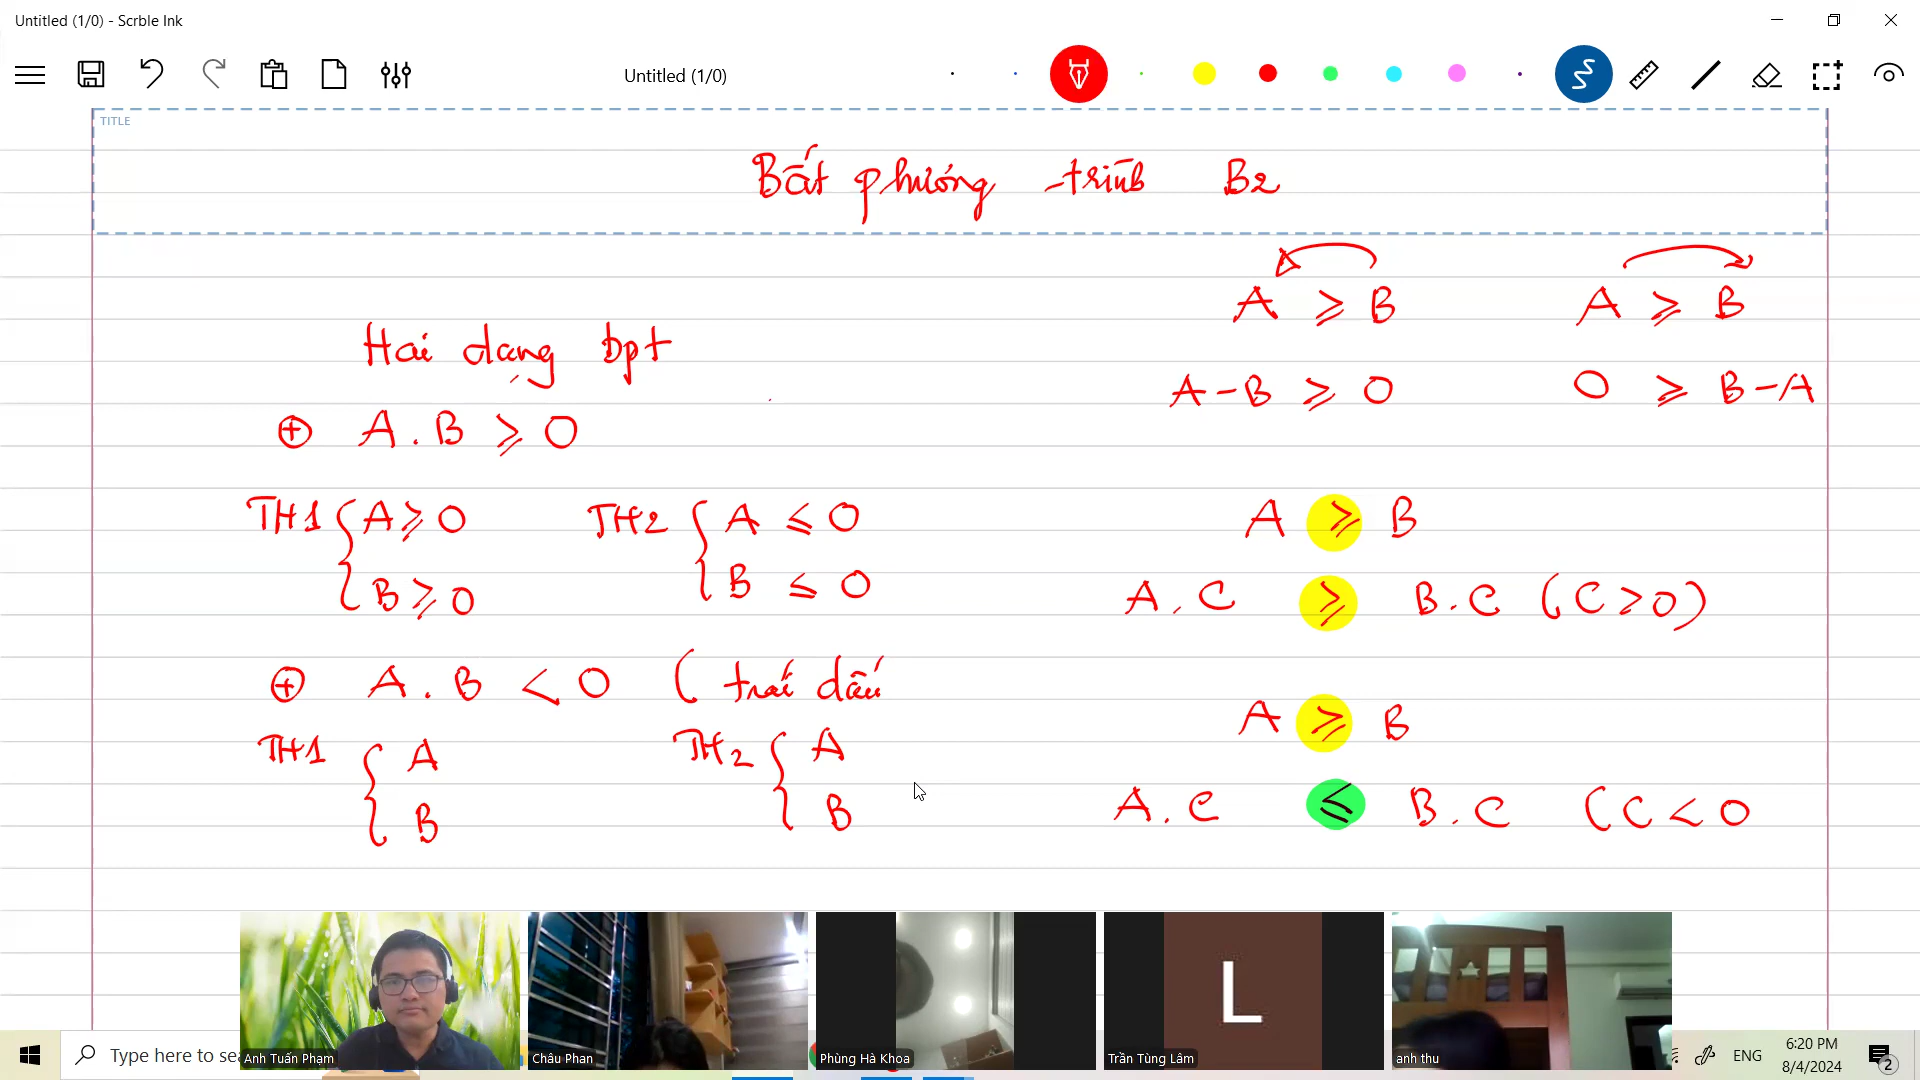 Untitled (1/0) - Scrble Ink
Untitled (1/0)
TITLE
Bất phương trình B2
Hai dạng bpt
⊕ A.B ⩾ 0
TH1 { A ⩾ 0
B ⩾ 0
TH2 { A ⩽ 0
B ⩽ 0
⊕ A.B < 0 ( trái dấu
TH1 { A
B
TH2 { A
B
A ⩾ B
A - B ⩾ 0
A ⩾ B
0 ⩾ B - A
A ⩾ B
A.C ⩾ B.C (C > 0)
A ⩾ B
A.C ⩽ B.C (C < 0
L
Anh Tuấn Phạm
Châu Phan
Phùng Hà Khoa
Trần Tùng Lâm
anh thu
Type here to se
ENG
6:20 PM
8/4/2024
2